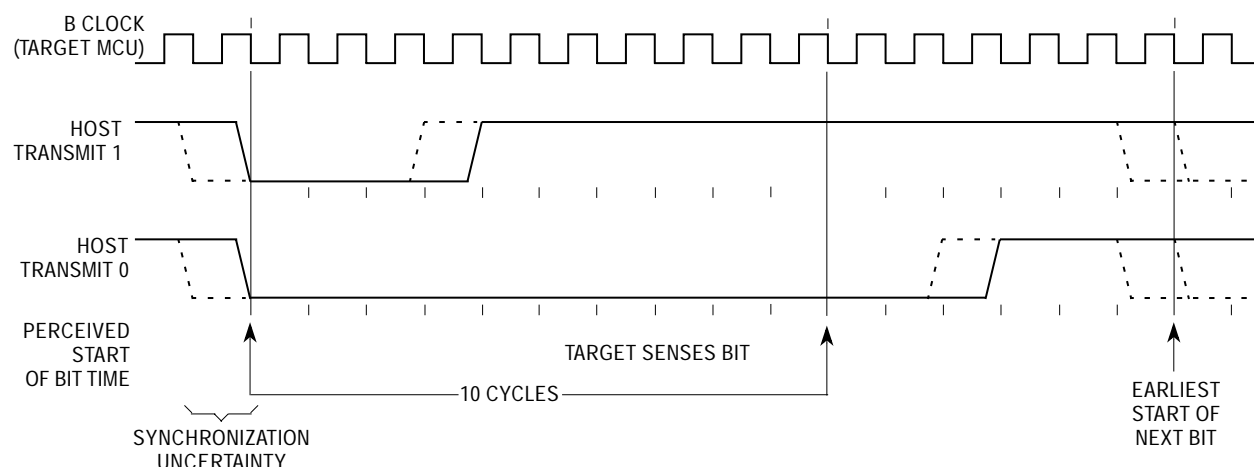 B CLOCK
(TARGET MCU)
HOST
TRANSMIT 1
HOST
TRANSMIT 0
PERCEIVED
START
OF BIT TIME
TARGET SENSES BIT
10 CYCLES
SYNCHRONIZATION
UNCERTAINTY
EARLIEST
START OF
NEXT BIT